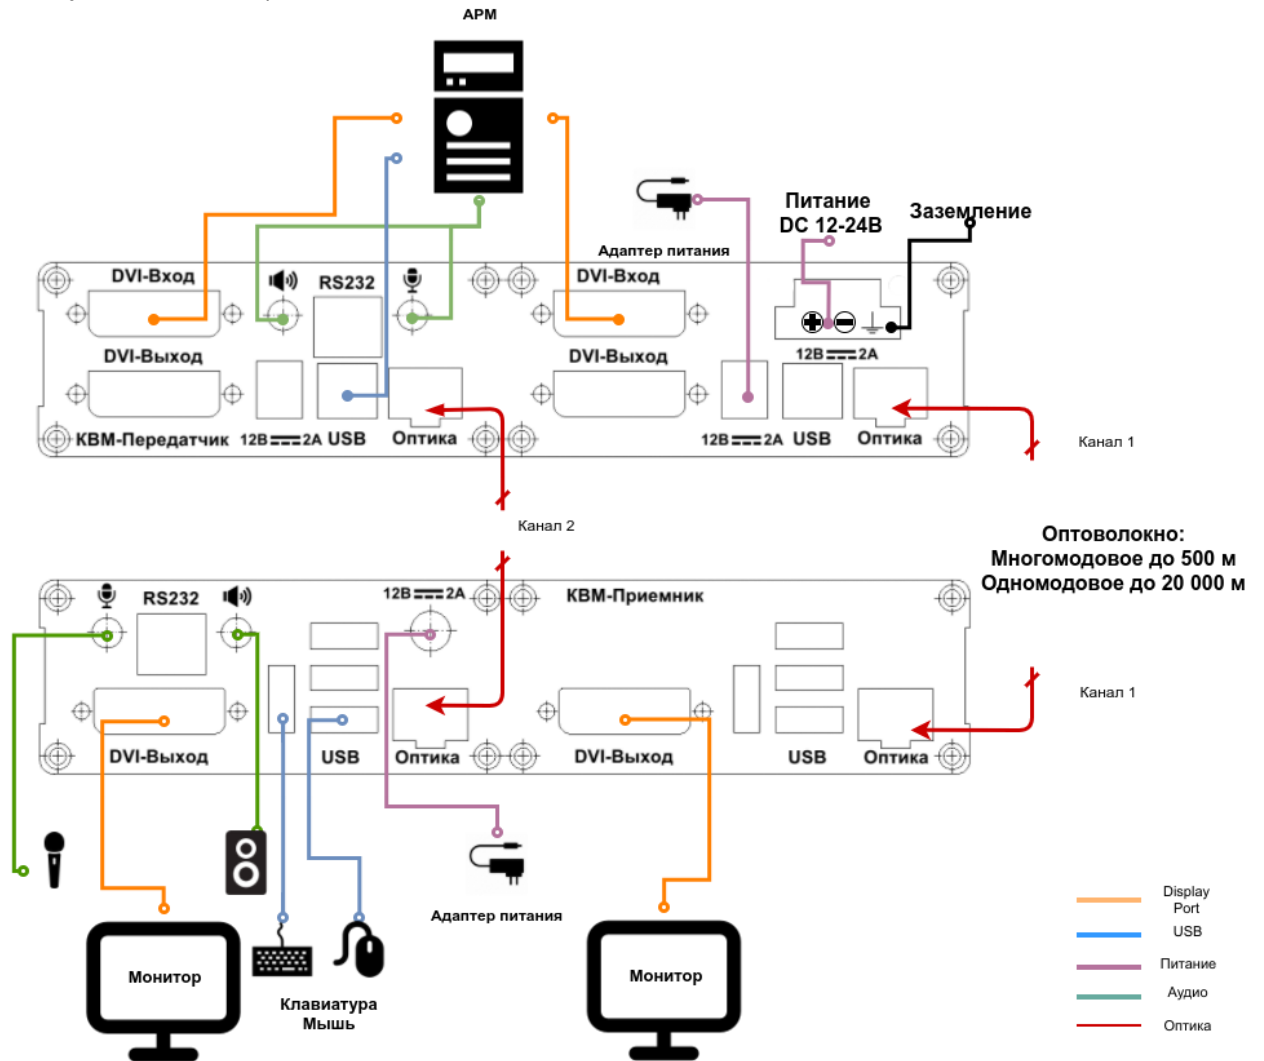 АРМ
Питание
DC 12-24В
Заземление
Адаптер питания
DVI-Вход
RS232
DVI-Вход
DVI-Выход
DVI-Выход
12В 2А
КВМ-Передатчик
12В 2А
USB
Оптика
12В 2А
USB
Оптика
Канал 1
Канал 2
Оптоволокно:
Многомодовое до 500 м
Одномодовое до 20 000 м
RS232
12В 2А
КВМ-Приемник
Канал 1
DVI-Выход
USB
Оптика
DVI-Выход
USB
Оптика
Адаптер питания
Монитор
Клавиатура
Мышь
Монитор
Display
Port
USB
Питание
Аудио
Оптика